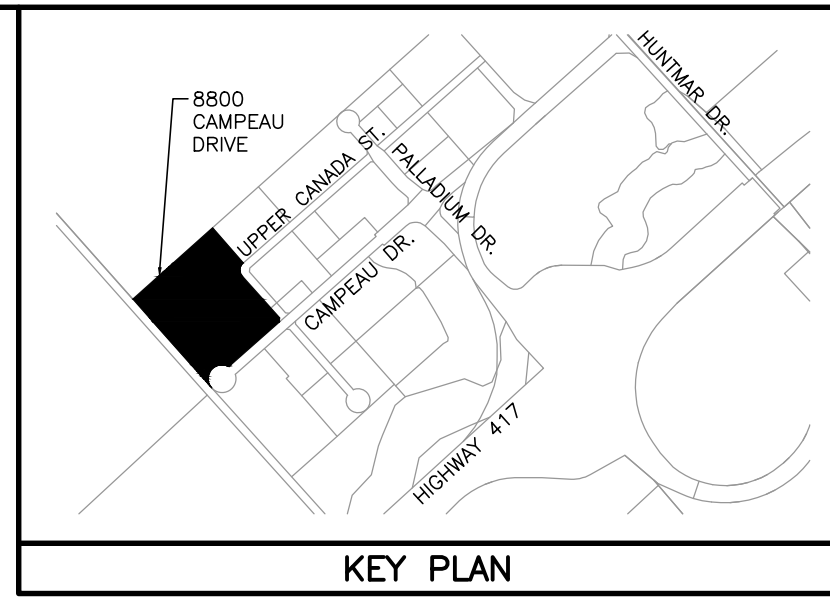 HUNTMAR DR.
8800
CAMPEAU
DRIVE
UPPER CANADA ST.
PALLADIUM DR.
CAMPEAU DR.
HIGHWAY 417
KEY PLAN